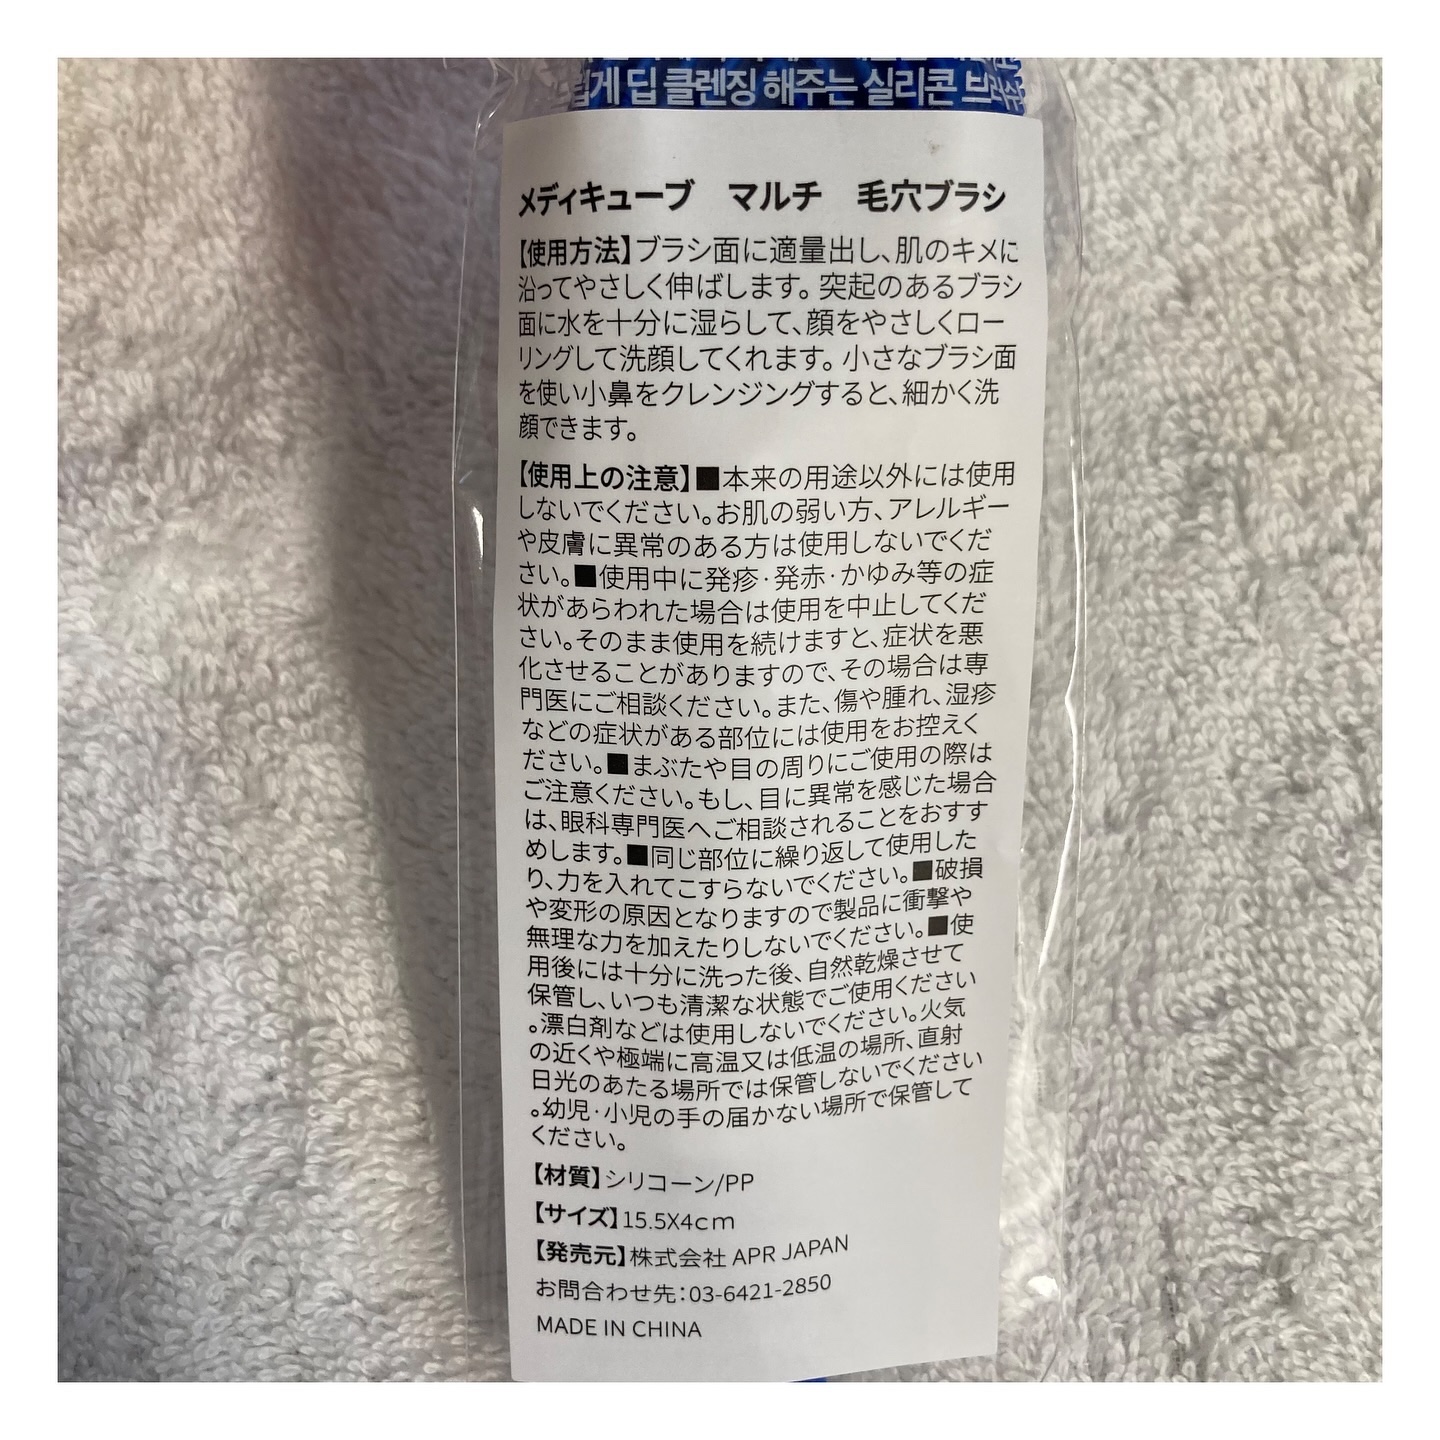 쉽게 딥 클렌징 해주는 실리콘
メディキューブ マルチ 毛穴ブラシ
【使用方法】ブラシ面に適量出し、肌のキメに
沿ってやさしく伸ばします。突起のあるブラシ
面に水を十分に湿らして、顔をやさしくロー
リングして洗顔してくれます。小さなブラシ面
を使い小鼻をクレンジングすると、細かく洗
顔できます。
【使用上の注意】■本来の用途以外には使用
しないでください。お肌の弱い方、アレルギー
や皮膚に異常のある方は使用しないでくだ
さい。■使用中に発疹·発赤·かゆみ等の症
状があらわれた場合は使用を中止してくだ
さい。そのまま使用を続けますと、症状を悪
化させることがありますので、その場合は専
門医にご相談ください。また、傷や腫れ、湿疹
などの症状がある部位には使用をお控えく
ださい。■まぶたや目の周りにご使用の際は
ご注意ください。もし、目に異常を感じた場合
は、眼科専門医へご相談されることをおすす
めします。■同じ部位に繰り返して使用した
り、力を入れてこすらないでください。■破損
や変形の原因となりますので製品に衝撃や
無理な力を加えたりしないでください。■使
用後には十分に洗った後、自然乾燥させて
保管し、いつも清潔な状態でご使用ください
。漂白剤などは使用しないでください。火気
の近くや極端に高温又は低温の場所、直射
日光のあたる場所では保管しないでください
。幼児·小児の手の届かない場所で保管して
ください。
【材質】シリコーン/PP
【サイズ】15.5X4cm
【発売元】株式会社 APR JAPAN
お問合わせ先：03-6421-2850
MADE IN CHINA